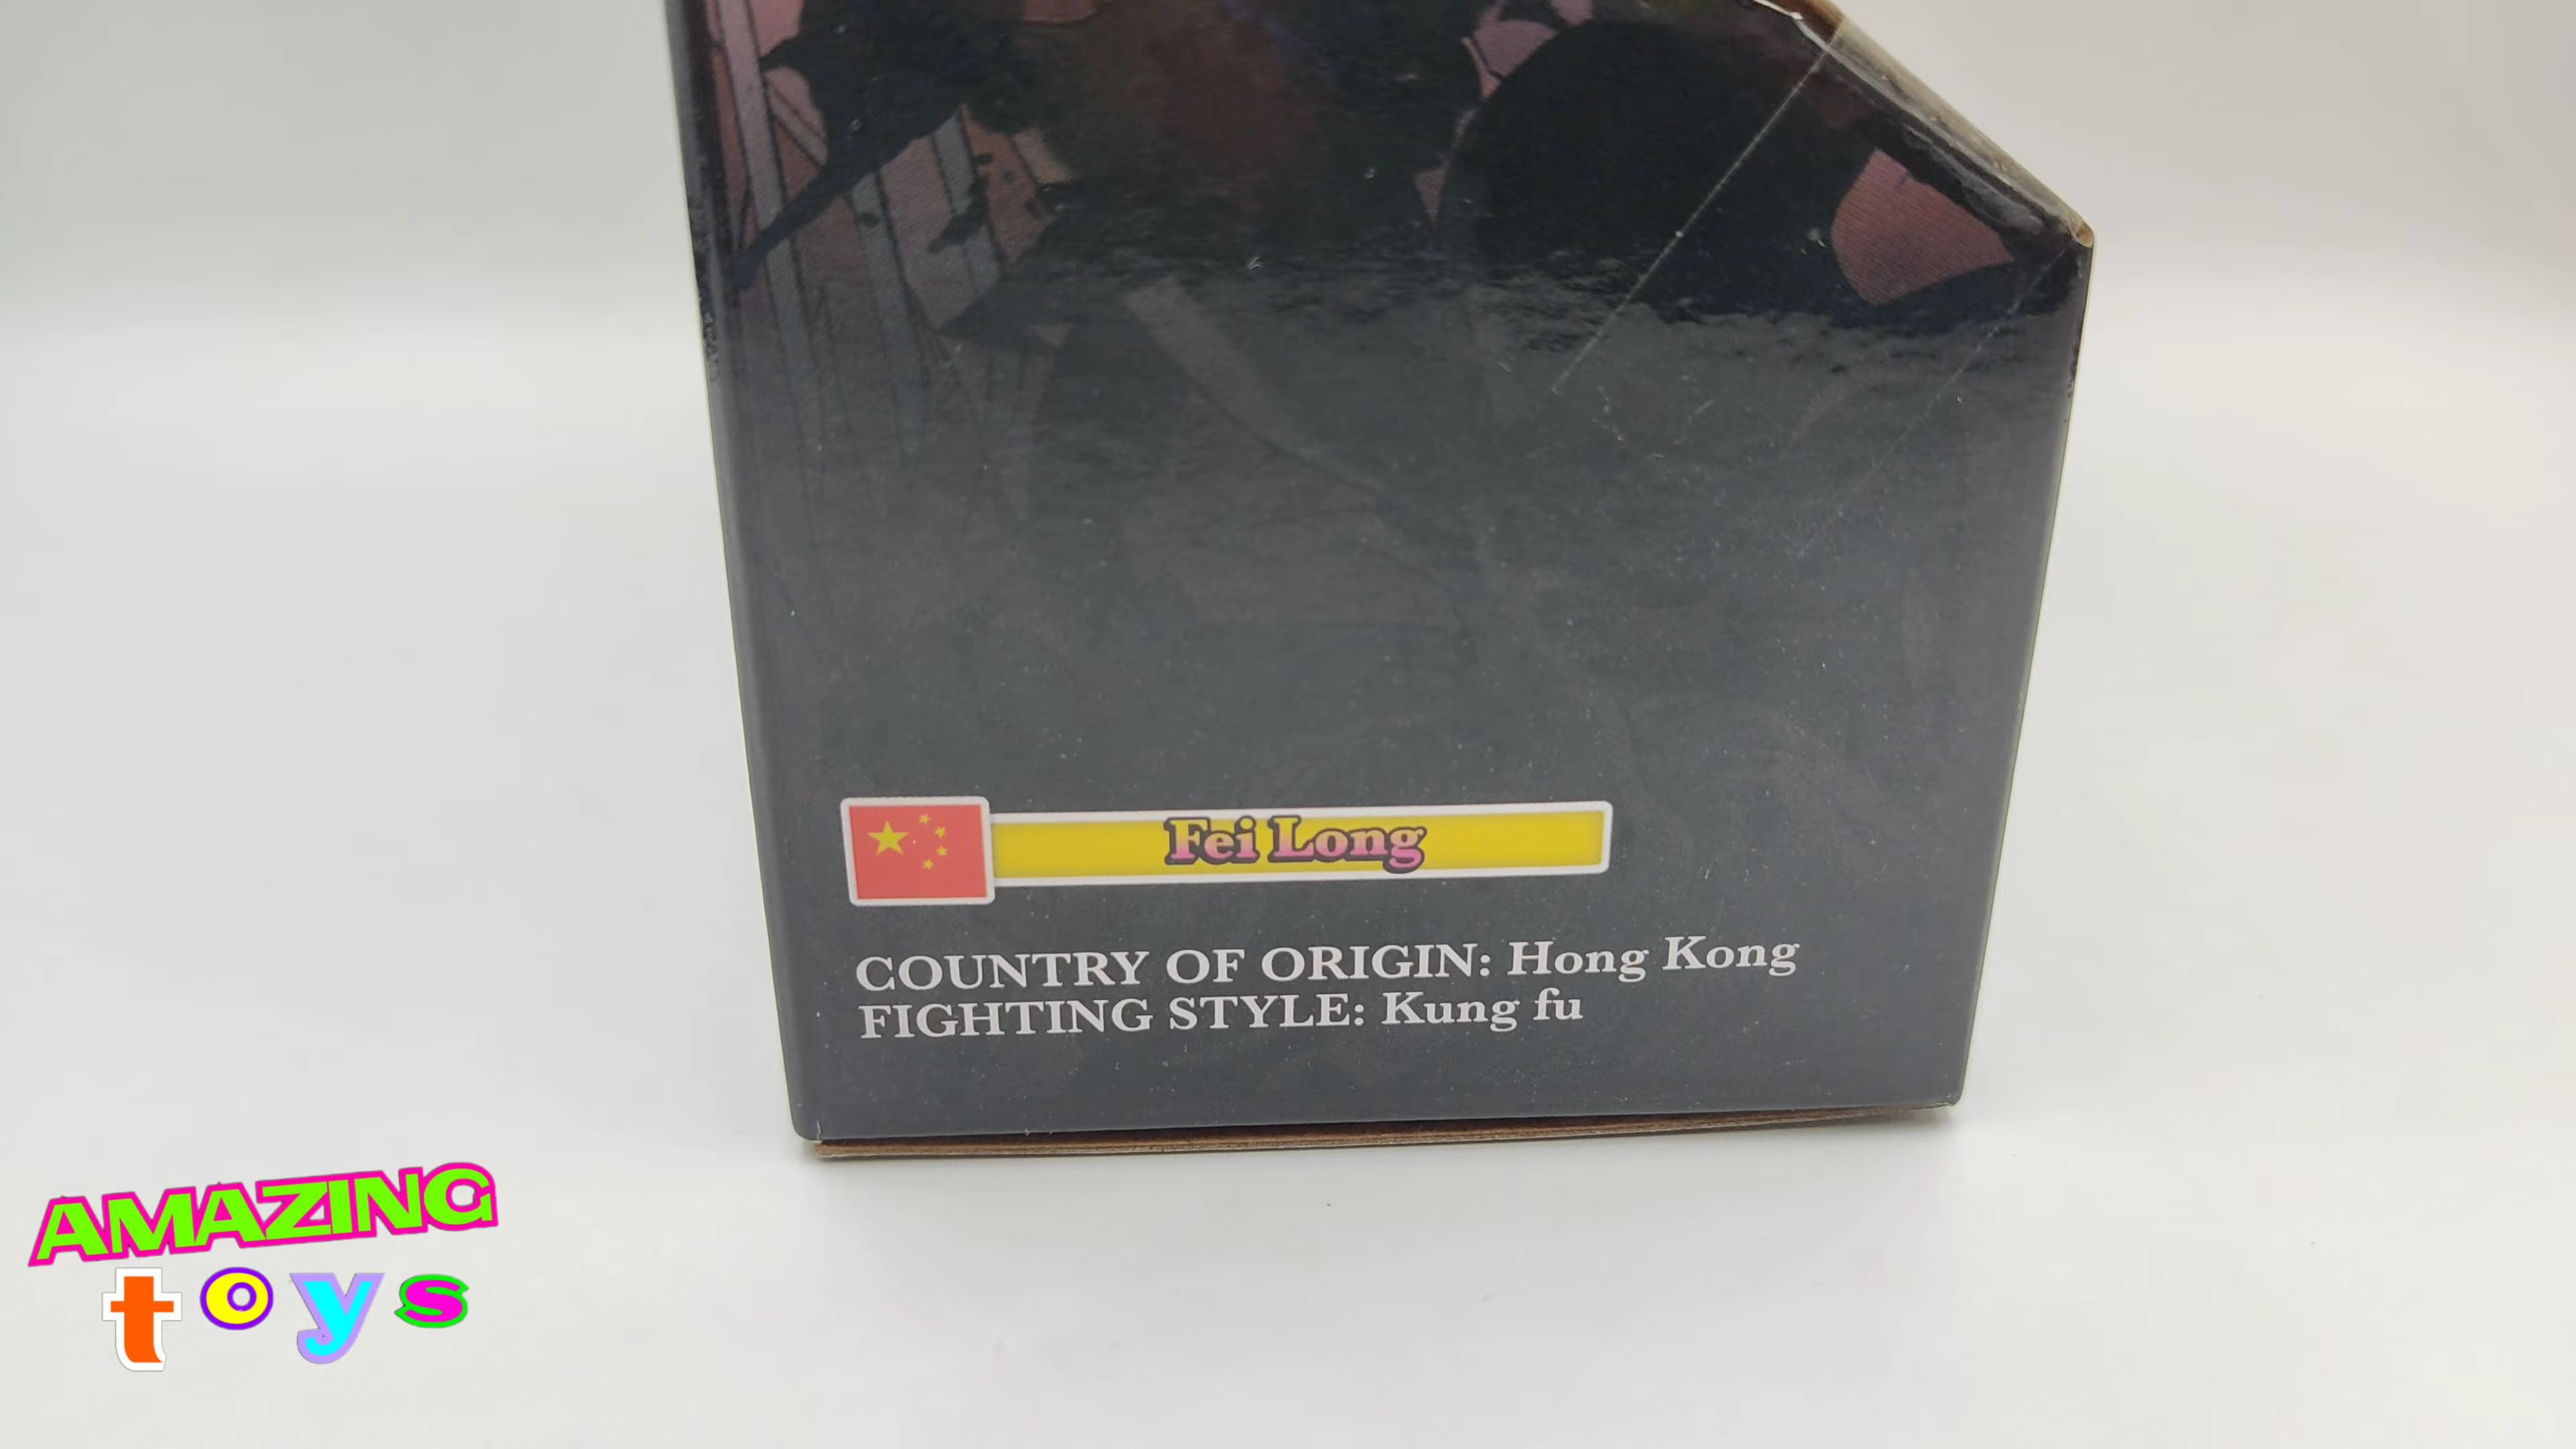 Fei Long
COUNTRY OF ORIGIN: Hong Kong
FIGHTING STYLE: Kung fu
AMAZING
toys